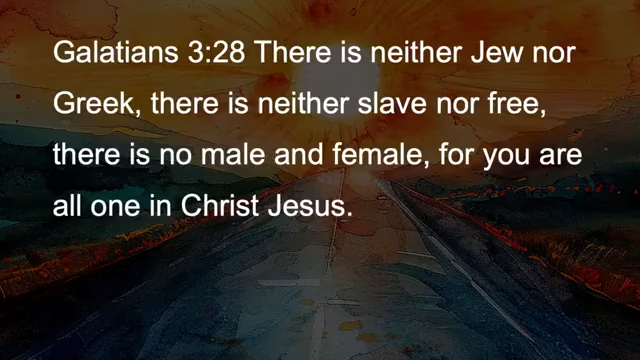 Galatians 3:28 There is neither Jew nor
Greek, there is neither slave nor free,
there is no male and female, for you are
all one in Christ Jesus.